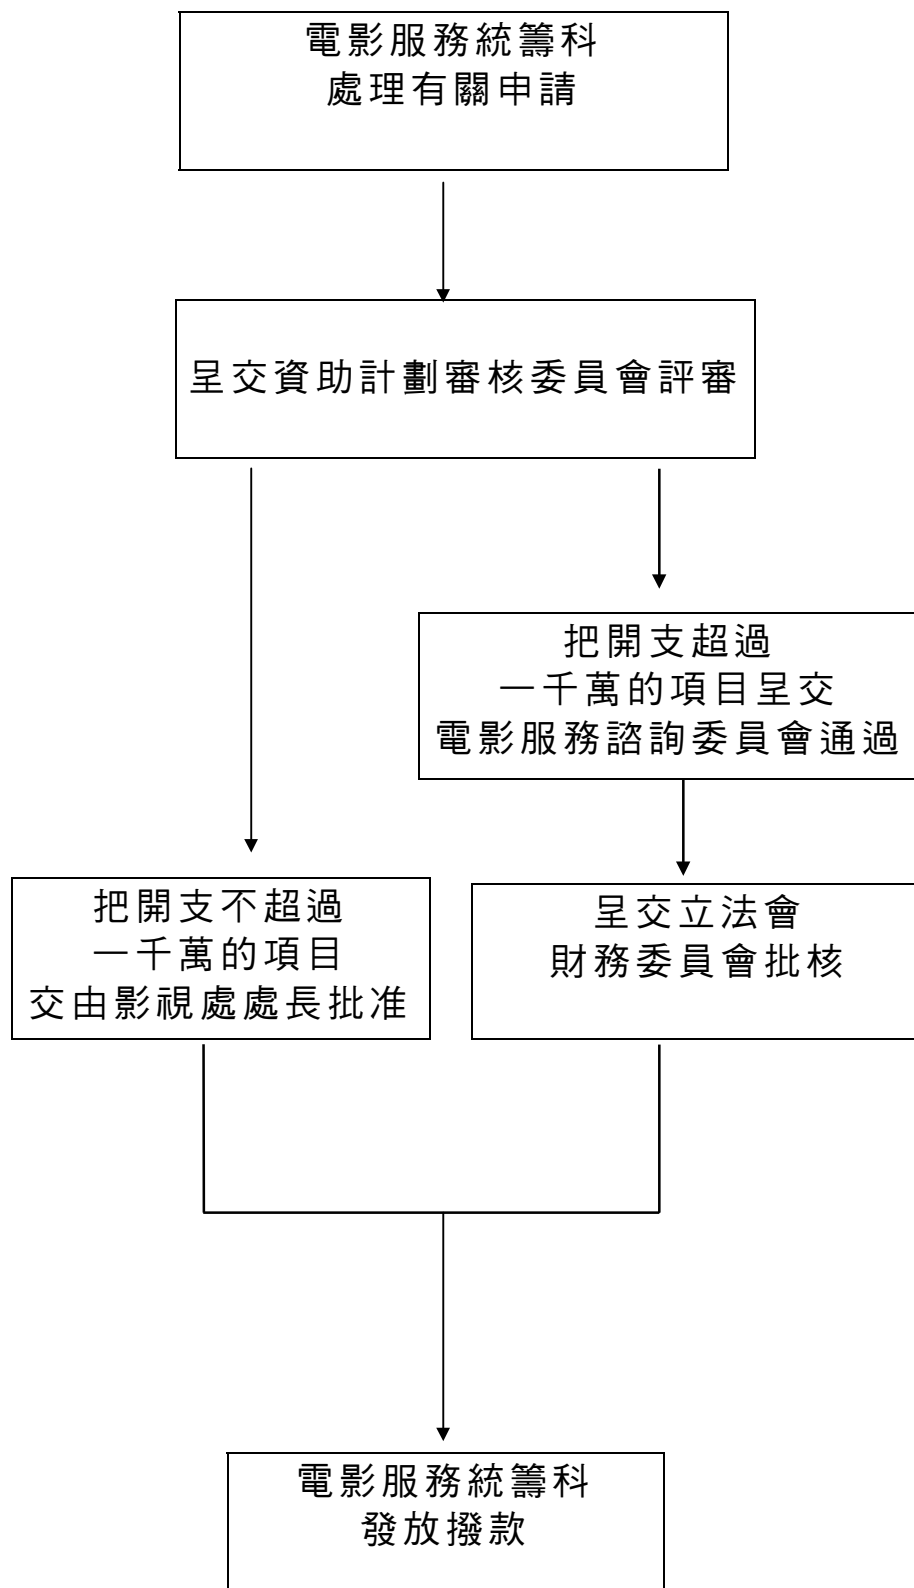 電影服務統籌科
處理有關申請
呈交資助計劃審核委員會評審
把開支超過
一千萬的項目呈交
電影服務諮詢委員會通過
把開支不超過
一千萬的項目
交由影視處處長批准
呈交立法會
財務委員會批核
電影服務統籌科
發放撥款